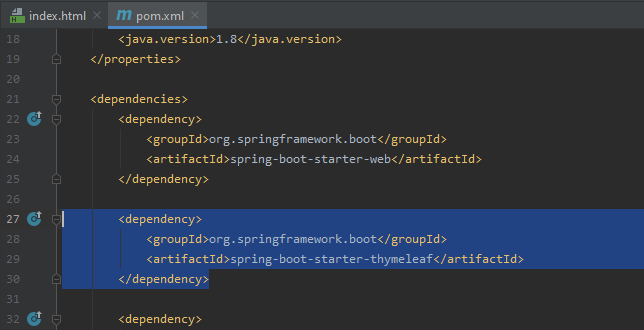 index.html
pom.xml
18 <java.version>1.8</java.version>
19 </properties>
20
21 <dependencies>
22 <dependency>
23 <groupId>org.springframework.boot</groupId>
24 <artifactId>spring-boot-starter-web</artifactId>
25 </dependency>
26
27 <dependency>
28 <groupId>org.springframework.boot</groupId>
29 <artifactId>spring-boot-starter-thymeleaf</artifactId>
30 </dependency>
31
32 <dependency>